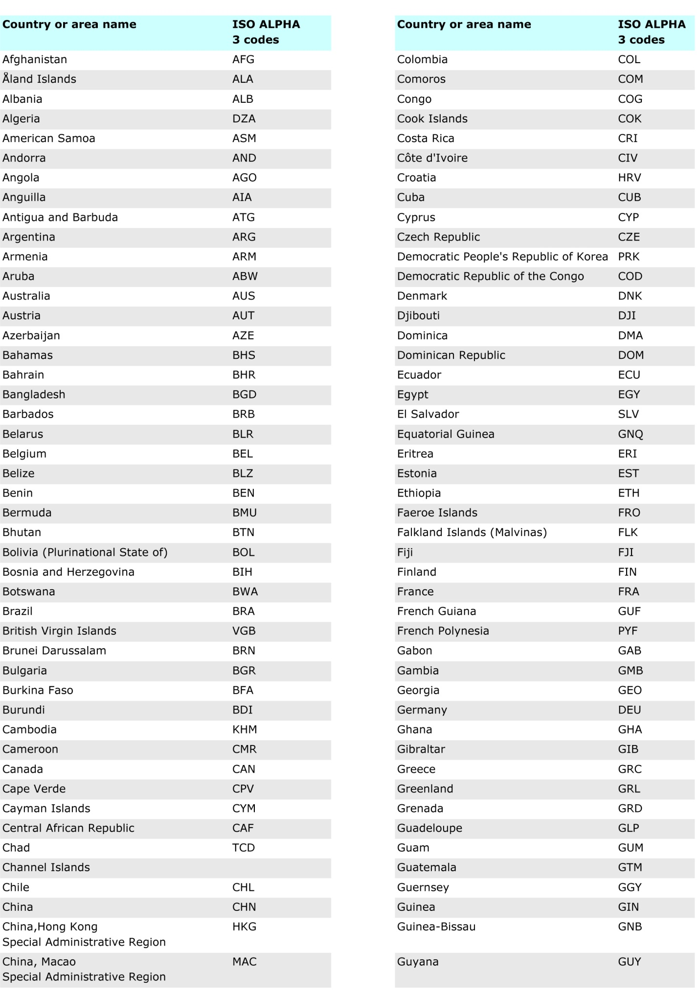 Country or area name ISO ALPHA
3 codes
Afghanistan AFG
Åland Islands ALA
Albania ALB
Algeria DZA
American Samoa ASM
Andorra AND
Angola AGO
Anguilla AIA
Antigua and Barbuda ATG
Argentina ARG
Armenia ARM
Aruba ABW
Australia AUS
Austria AUT
Azerbaijan AZE
Bahamas BHS
Bahrain BHR
Bangladesh BGD
Barbados BRB
Belarus BLR
Belgium BEL
Belize BLZ
Benin BEN
Bermuda BMU
Bhutan BTN
Bolivia (Plurinational State of) BOL
Bosnia and Herzegovina BIH
Botswana BWA
Brazil BRA
British Virgin Islands VGB
Brunei Darussalam BRN
Bulgaria BGR
Burkina Faso BFA
Burundi BDI
Cambodia KHM
Cameroon CMR
Canada CAN
Cape Verde CPV
Cayman Islands CYM
Central African Republic CAF
Chad TCD
Channel Islands
Chile CHL
China CHN
China,Hong Kong HKG
Special Administrative Region
China, Macao MAC
Special Administrative Region
Country or area name ISO ALPHA
3 codes
Colombia COL
Comoros COM
Congo COG
Cook Islands COK
Costa Rica CRI
Côte d'Ivoire CIV
Croatia HRV
Cuba CUB
Cyprus CYP
Czech Republic CZE
Democratic People's Republic of Korea PRK
Democratic Republic of the Congo COD
Denmark DNK
Djibouti DJI
Dominica DMA
Dominican Republic DOM
Ecuador ECU
Egypt EGY
El Salvador SLV
Equatorial Guinea GNQ
Eritrea ERI
Estonia EST
Ethiopia ETH
Faeroe Islands FRO
Falkland Islands (Malvinas) FLK
Fiji FJI
Finland FIN
France FRA
French Guiana GUF
French Polynesia PYF
Gabon GAB
Gambia GMB
Georgia GEO
Germany DEU
Ghana GHA
Gibraltar GIB
Greece GRC
Greenland GRL
Grenada GRD
Guadeloupe GLP
Guam GUM
Guatemala GTM
Guernsey GGY
Guinea GIN
Guinea-Bissau GNB
Guyana GUY